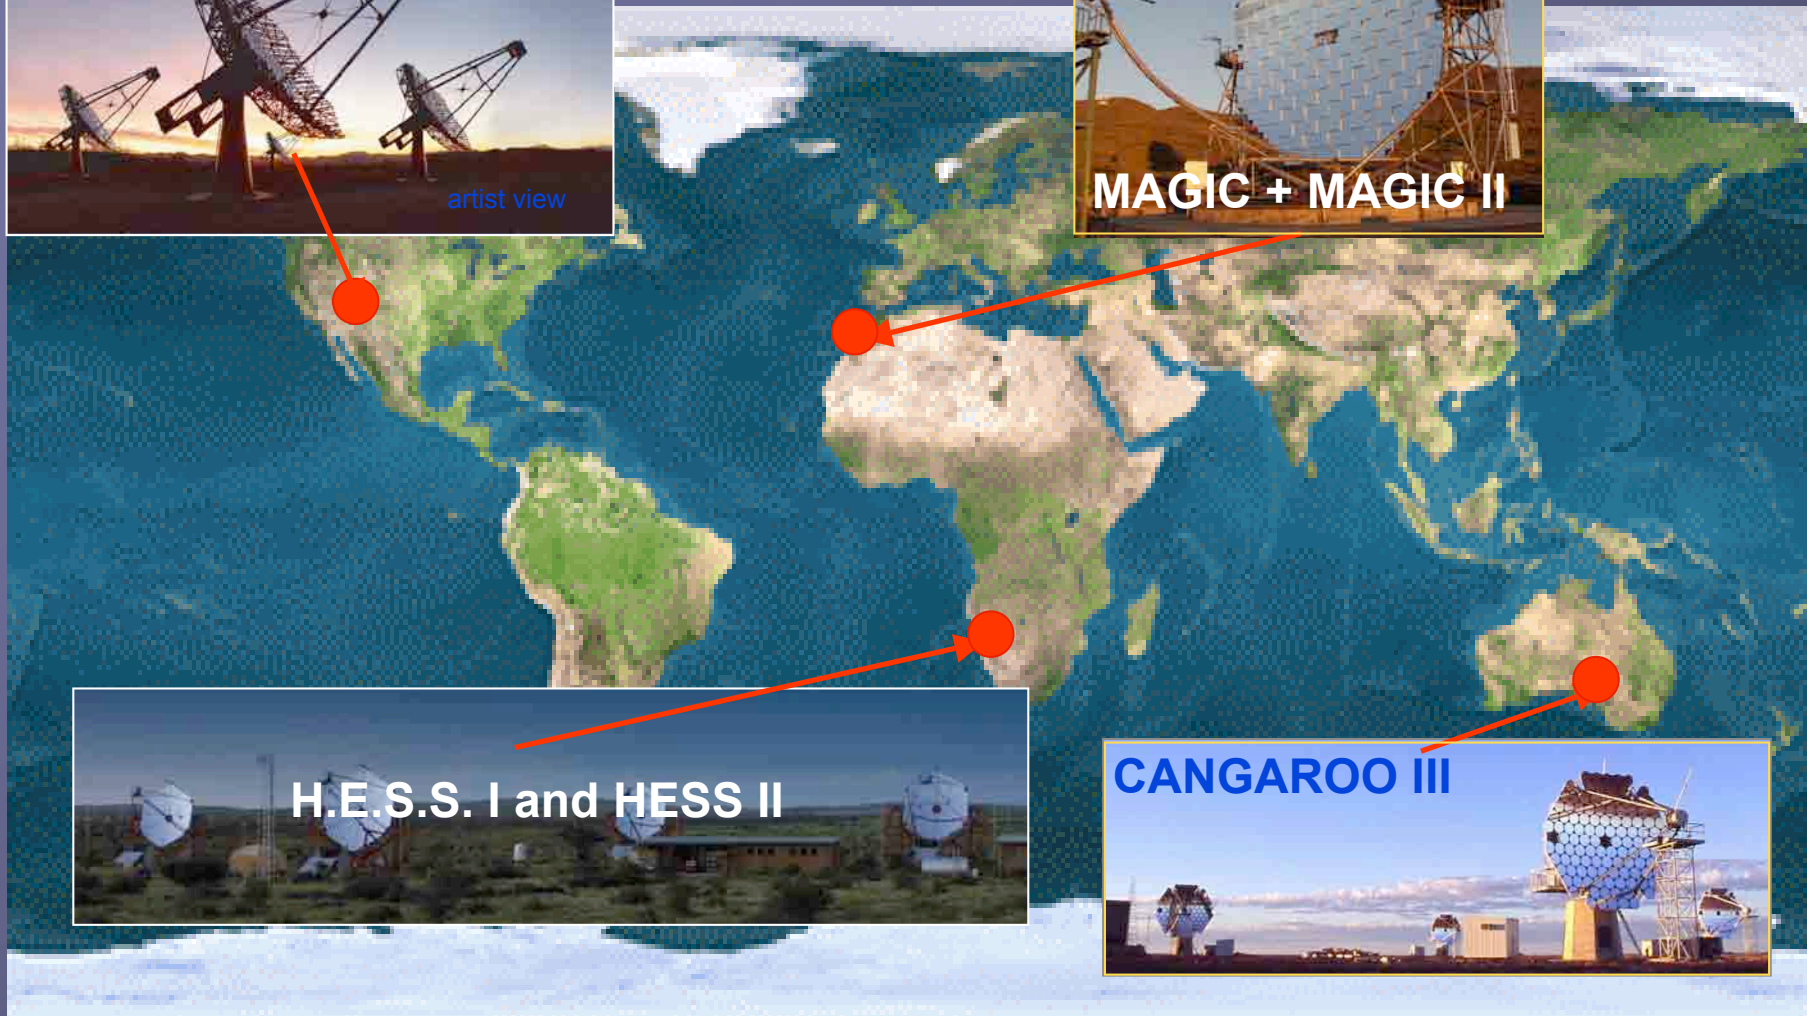 artist view
MAGIC + MAGIC II
H.E.S.S. I and HESS II
CANGAROO III